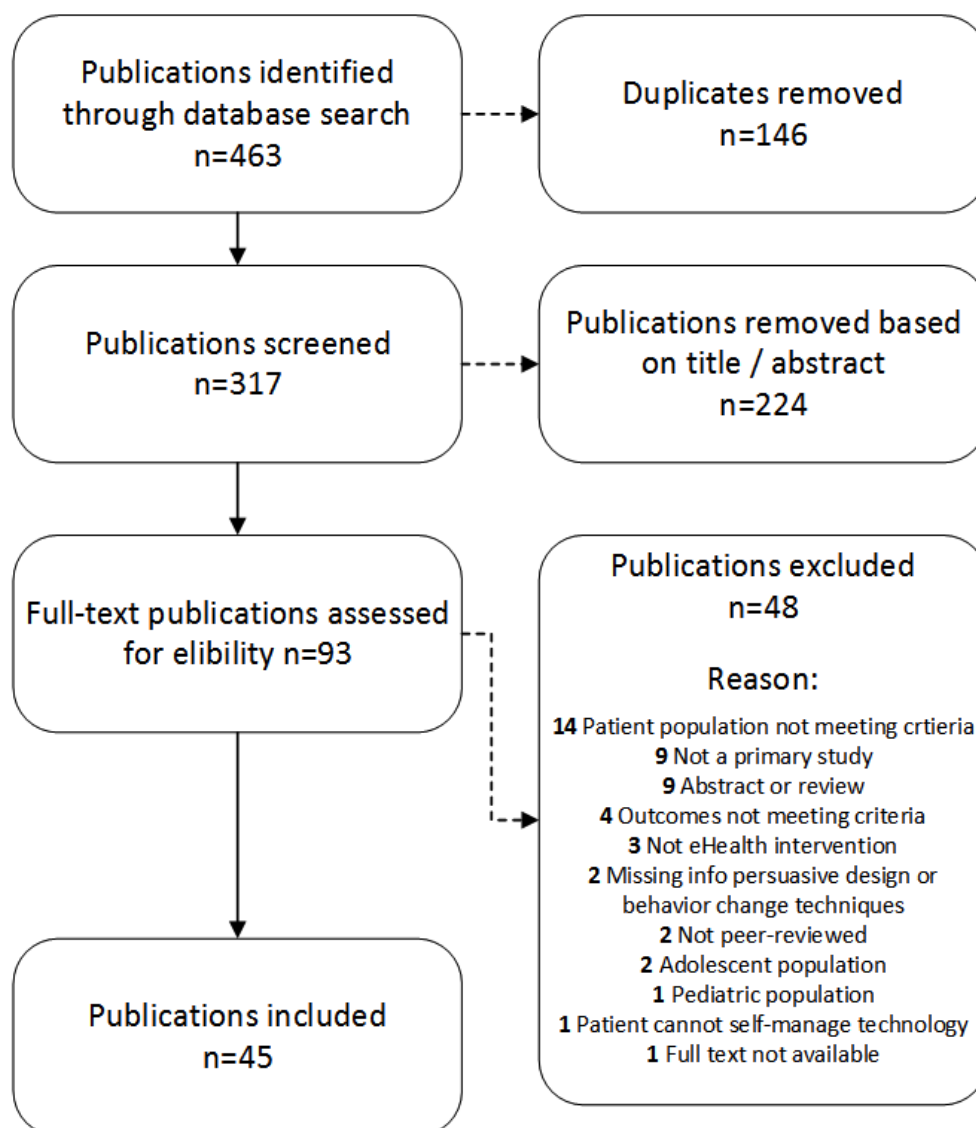 Publications identified
through database search
n=463
Duplicates removed
n=146
Publications screened
n=317
Publications removed based
on title / abstract
n=224
Full-text publications assessed
for elibility n=93
Publications excluded
n=48
Reason:
14 Patient population not meeting crtieria
9 Not a primary study
9 Abstract or review
4 Outcomes not meeting criteria
3 Not eHealth intervention
2 Missing info persuasive design or
behavior change techniques
2 Not peer-reviewed
2 Adolescent population
1 Pediatric population
1 Patient cannot self-manage technology
1 Full text not available
Publications included
n=45